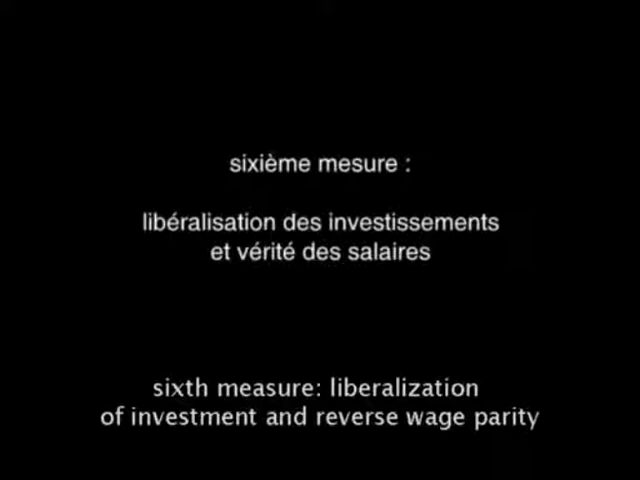 sixième mesure :
libéralisation des investissements
et vérité des salaires
sixth measure: liberalization
of investment and reverse wage parity